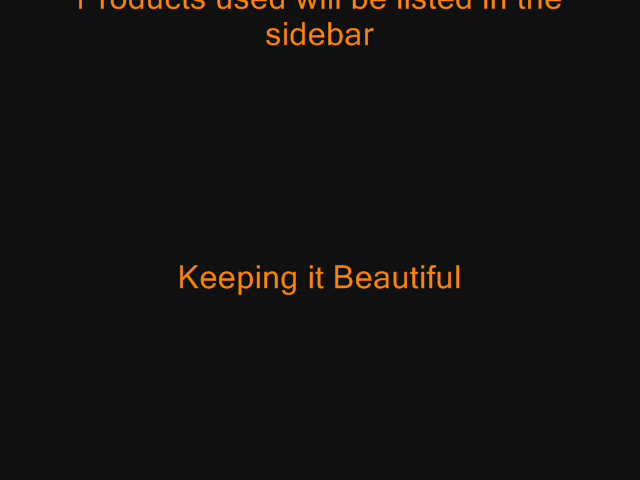 Products used will be listed in the
sidebar
Keeping it Beautiful